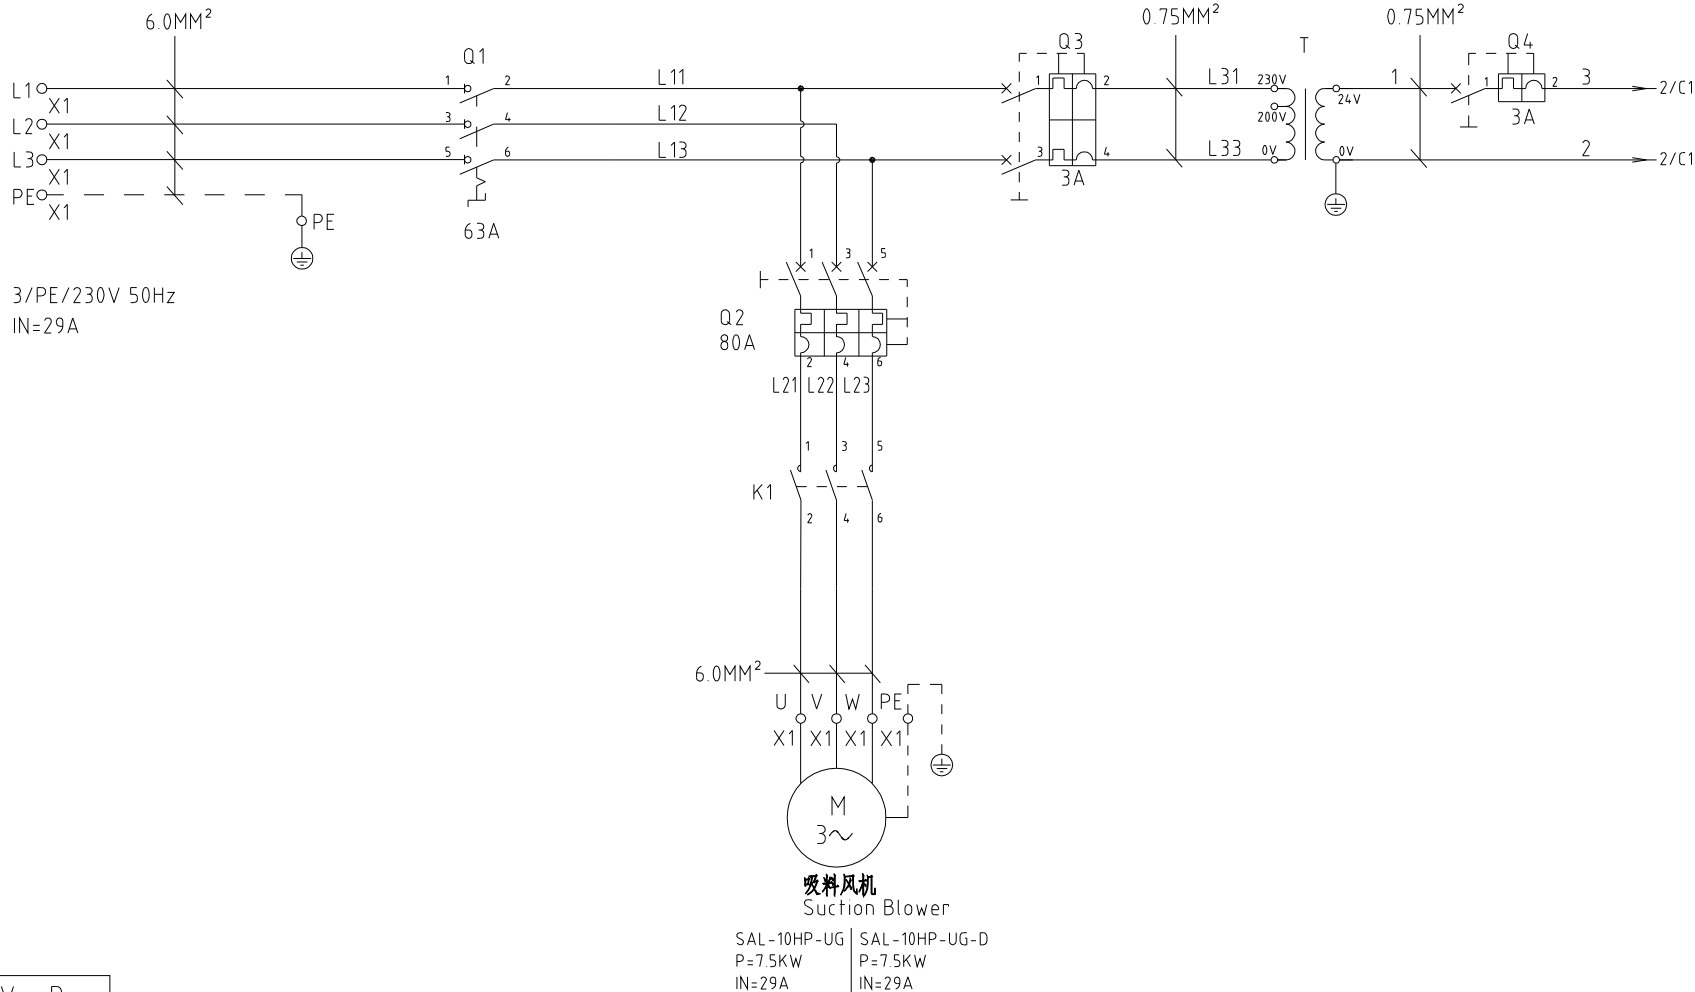 6.0MM²
0.75MM²
0.75MM²
Q1
Q3
T
Q4
L1
X1
1
2
L11
1
2
L31
230V
200V
24V
1
1
2
3
2/C1
3A
L2
X1
3
4
L12
L3
X1
5
6
L13
3
4
L33
0V
0V
2
2/C1
3A
PE
X1
PE
63A
3/PE/230V 50Hz
IN=29A
1
3
5
Q2
80A
2
4
6
L21
L22
L23
1
3
5
K1
2
4
6
6.0MM²
U
V
W
PE
X1
X1
X1
X1
M
3~
吸料风机
Suction Blower
SAL-10HP-UG
SAL-10HP-UG-D
P=7.5KW
P=7.5KW
IN=29A
IN=29A